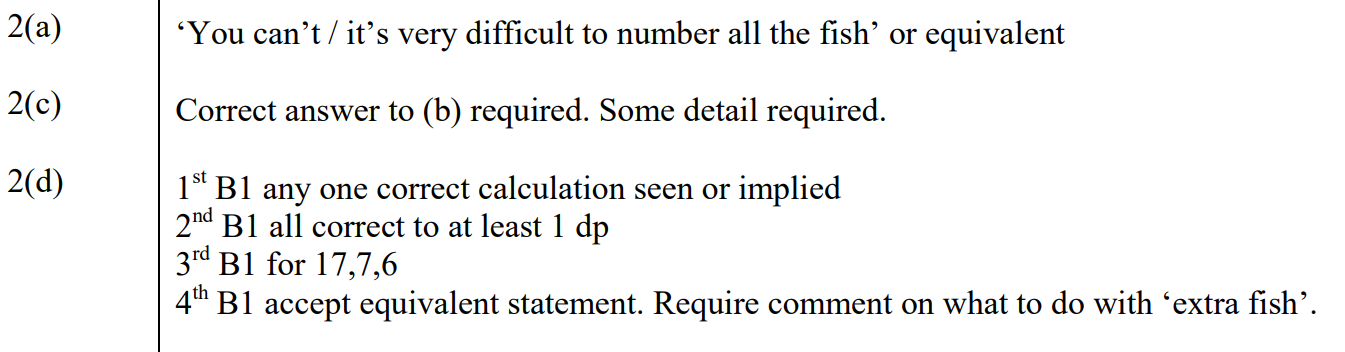 2(a) ‘You can’t / it’s very difficult to number all the fish’ or equivalent
2(c) Correct answer to (b) required. Some detail required.
2(d) 1st B1 any one correct calculation seen or implied
2nd B1 all correct to at least 1 dp
3rd B1 for 17,7,6
4th B1 accept equivalent statement. Require comment on what to do with ‘extra fish’.